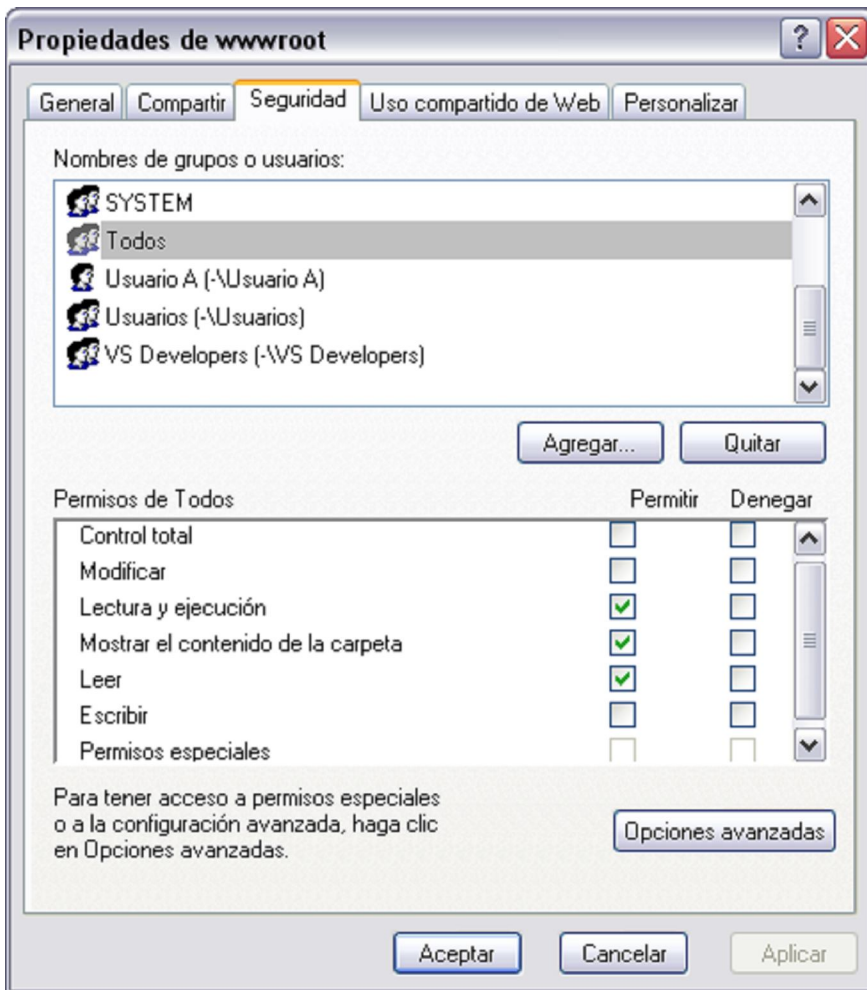 Propiedades de wwwroot
General Compartir Seguridad Uso compartido de Web Personalizar
Nombres de grupos o usuarios:
SYSTEM
Todos
Usuario A (-\Usuario A)
Usuarios (-\Usuarios)
VS Developers (-\VS Developers)
Agregar... Quitar
Permisos de Todos Permitir Denegar
Control total
Modificar
Lectura y ejecución
Mostrar el contenido de la carpeta
Leer
Escribir
Permisos especiales
Para tener acceso a permisos especiales
o a la configuración avanzada, haga clic
en Opciones avanzadas.
Opciones avanzadas
Aceptar Cancelar Aplicar